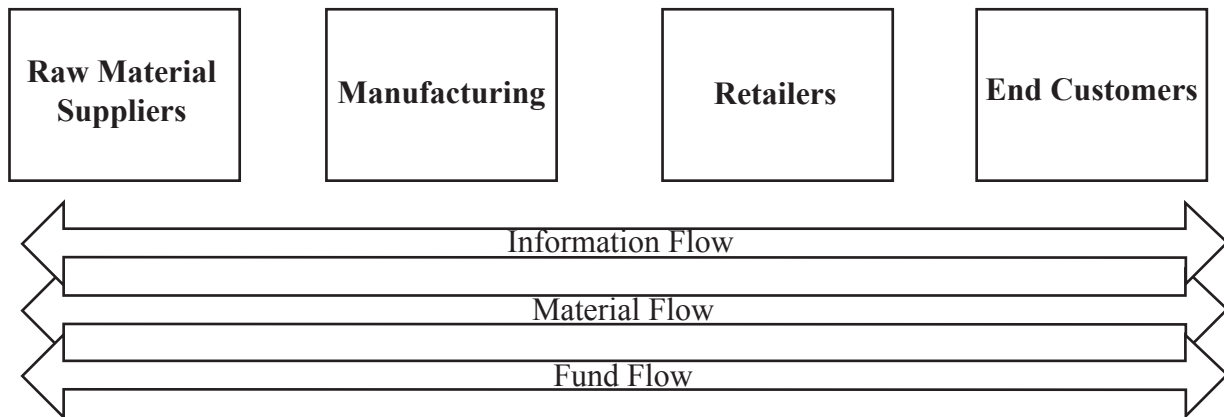 Raw Material
Suppliers
Manufacturing
Retailers
End Customers
Information Flow
Material Flow
Fund Flow